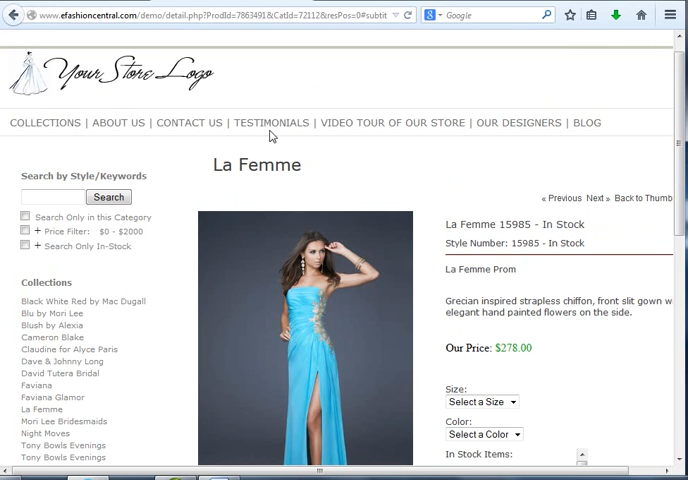 www.efashioncentral.com/demo/detail.php?ProdId=7863491&CatId=72112&resPos=0#subtit
Google
Your Store Logo
COLLECTIONS | ABOUT US | CONTACT US | TESTIMONIALS | VIDEO TOUR OF OUR STORE | OUR DESIGNERS | BLOG
La Femme
Search by Style/Keywords
Search
Search Only in this Category
+ Price Filter: $0 - $2000
+ Search Only In-Stock
Collections
Black White Red by Mac Dugall
Blu by Mori Lee
Blush by Alexia
Cameron Blake
Claudine for Alyce Paris
Dave & Johnny Long
David Tutera Bridal
Faviana
Faviana Glamor
La Femme
Mori Lee Bridesmaids
Night Moves
Tony Bowls Evenings
Tony Bowls Evenings
« Previous Next » Back to Thumb
La Femme 15985 - In Stock
Style Number: 15985 - In Stock
La Femme Prom
Grecian inspired strapless chiffon, front slit gown w
elegant hand painted flowers on the side.
Our Price: $278.00
Size:
Select a Size
Color:
Select a Color
In Stock Items: